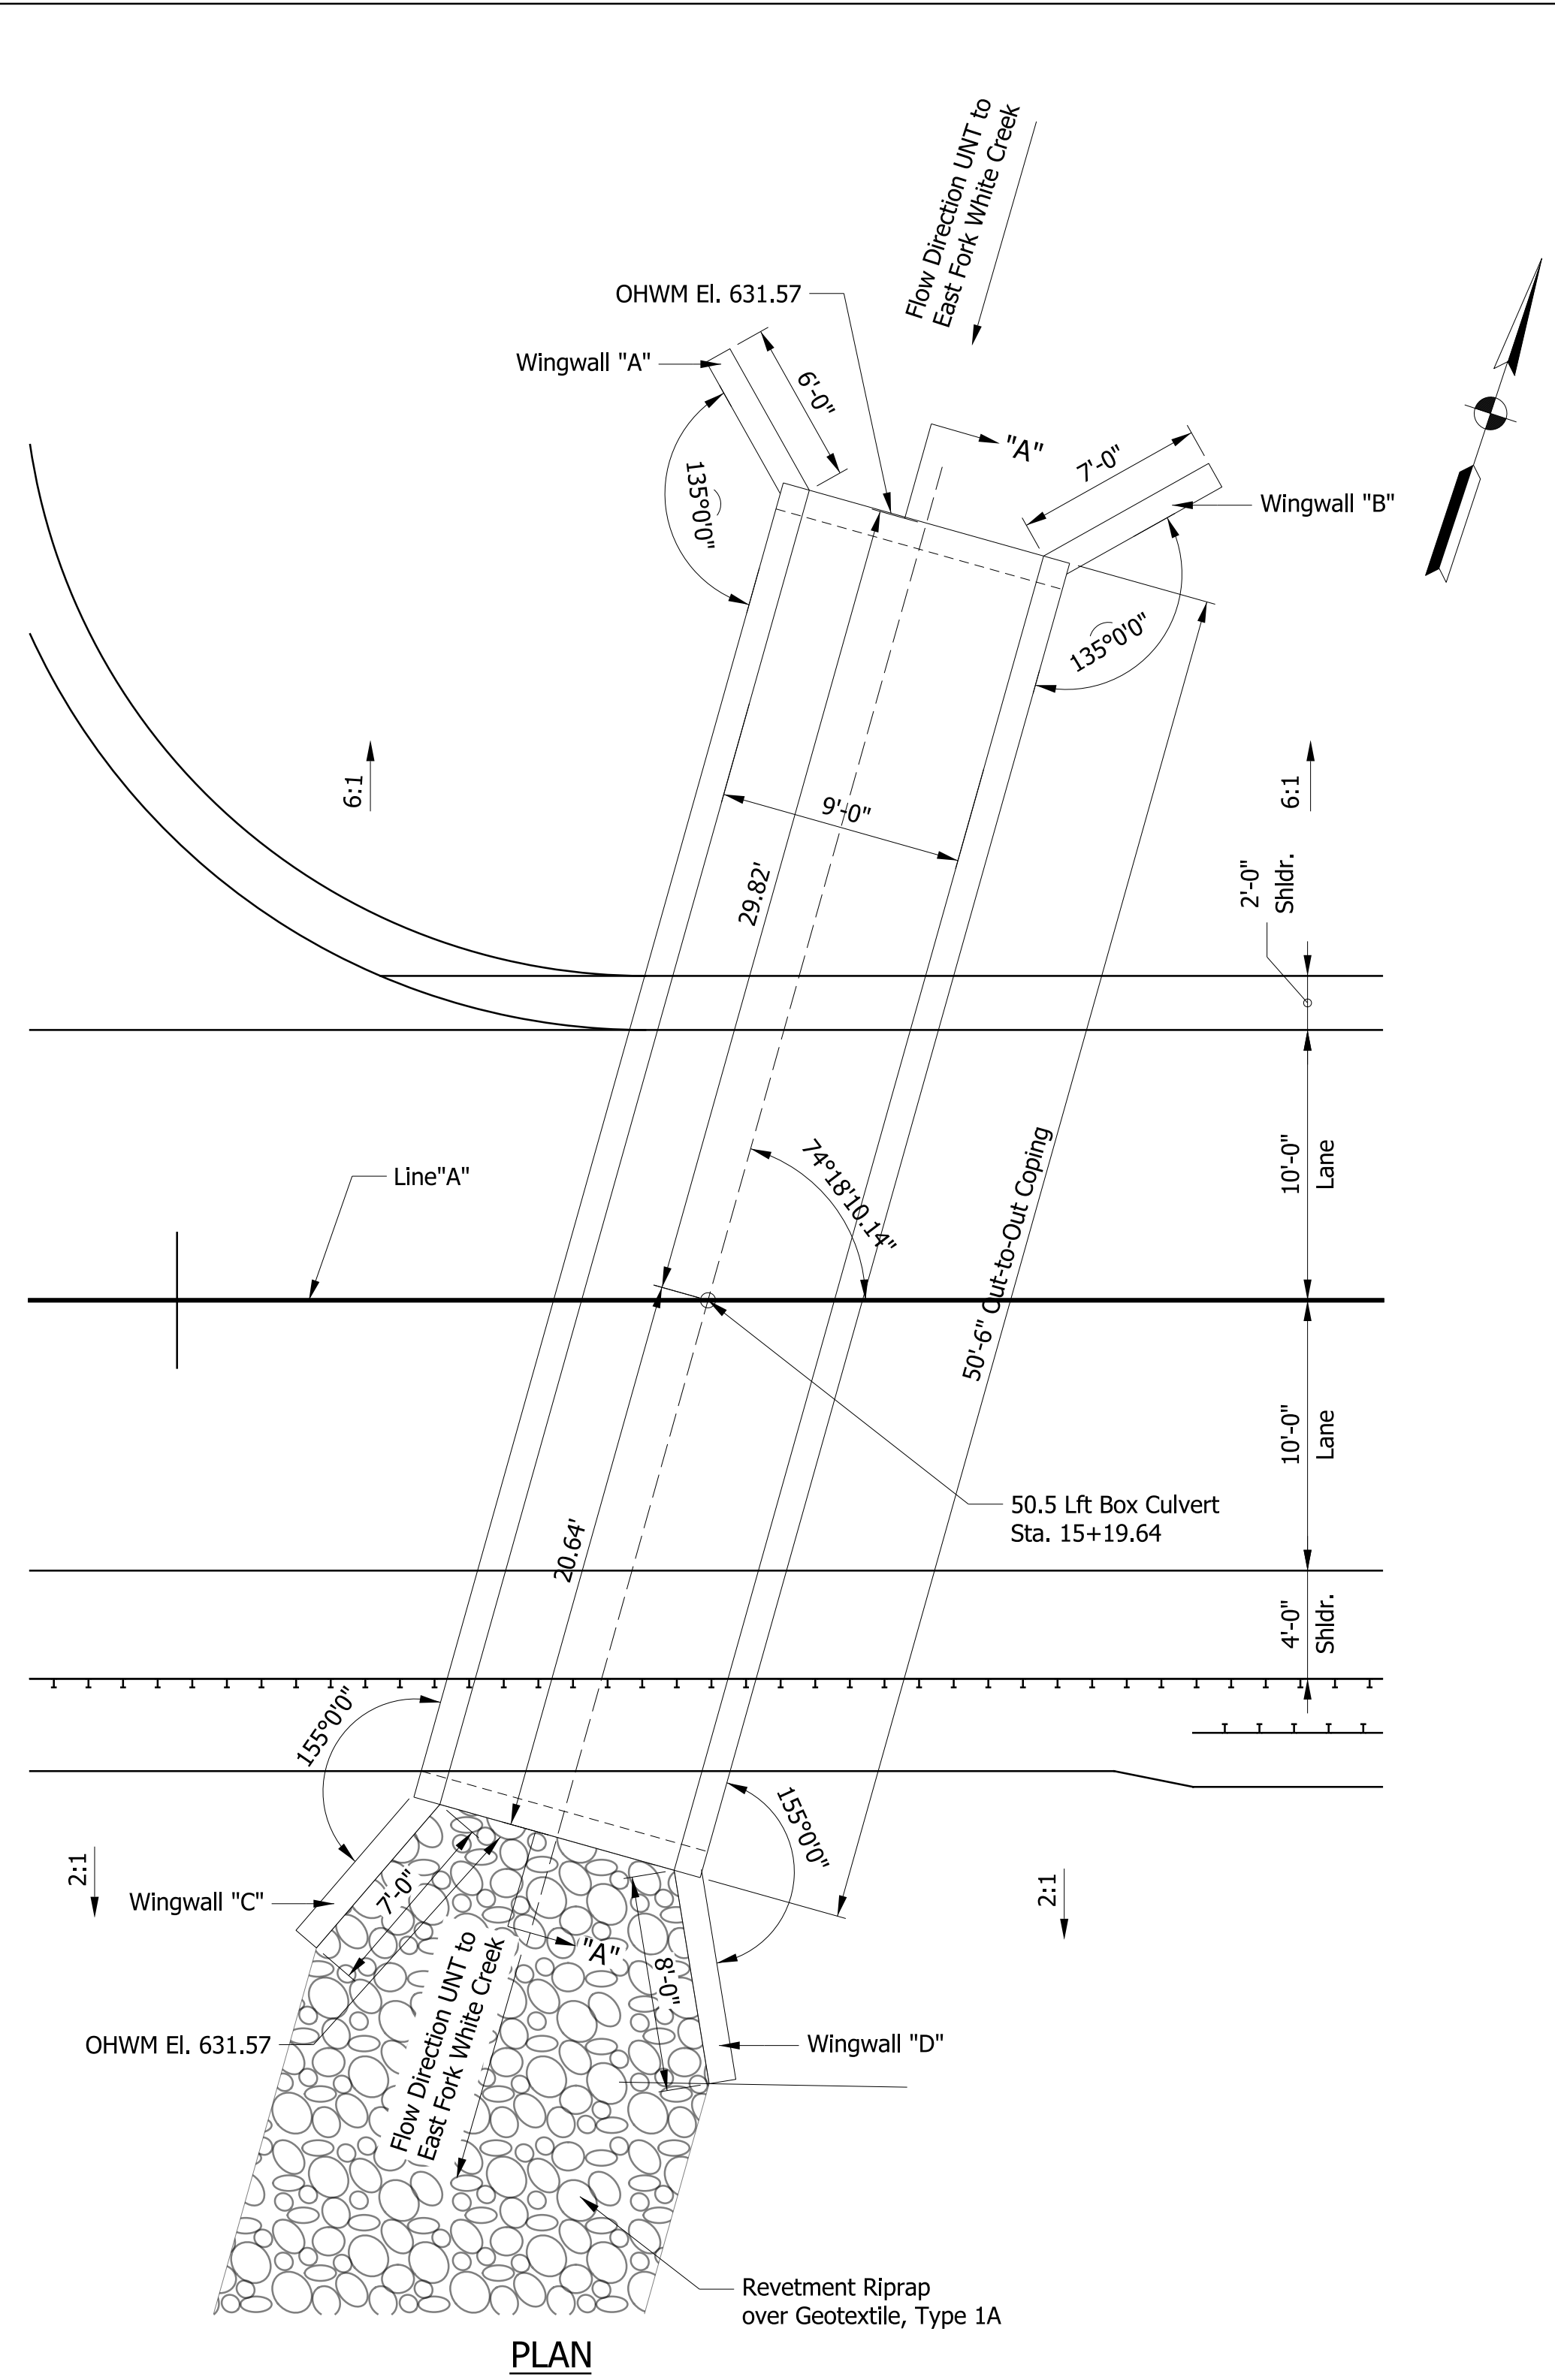 Flow Direction UNT to
East Fork White Creek
OHWM El. 631.57
Wingwall "A"
6'-0"
"A"
7'-0"
Wingwall "B"
135°0'0"
135°0'0"
6:1
9'-0"
6:1
29.82'
2'-0"
Shldr.
10'-0"
Lane
74°18'10.14"
Line"A"
50'-6" Out-to-Out Coping
10'-0"
Lane
50.5 Lft Box Culvert
Sta. 15+19.64
20.64'
4'-0"
Shldr.
155°0'0"
155°0'0"
2:1
2:1
Wingwall "C"
7'-0"
"A"
8'-0"
Flow Direction UNT to
East Fork White Creek
OHWM El. 631.57
Wingwall "D"
Revetment Riprap
over Geotextile, Type 1A
PLAN